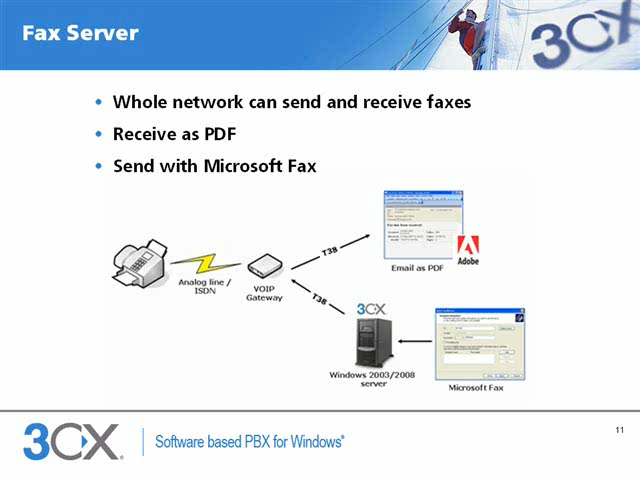 Fax Server
3CX
• Whole network can send and receive faxes
• Receive as PDF
• Send with Microsoft Fax
T38
Adobe
Email as PDF
Analog line /
ISDN
VOIP
Gateway
T38
3CX
Windows 2003/2008
server
Microsoft Fax
3CX®
Software based PBX for Windows®
11